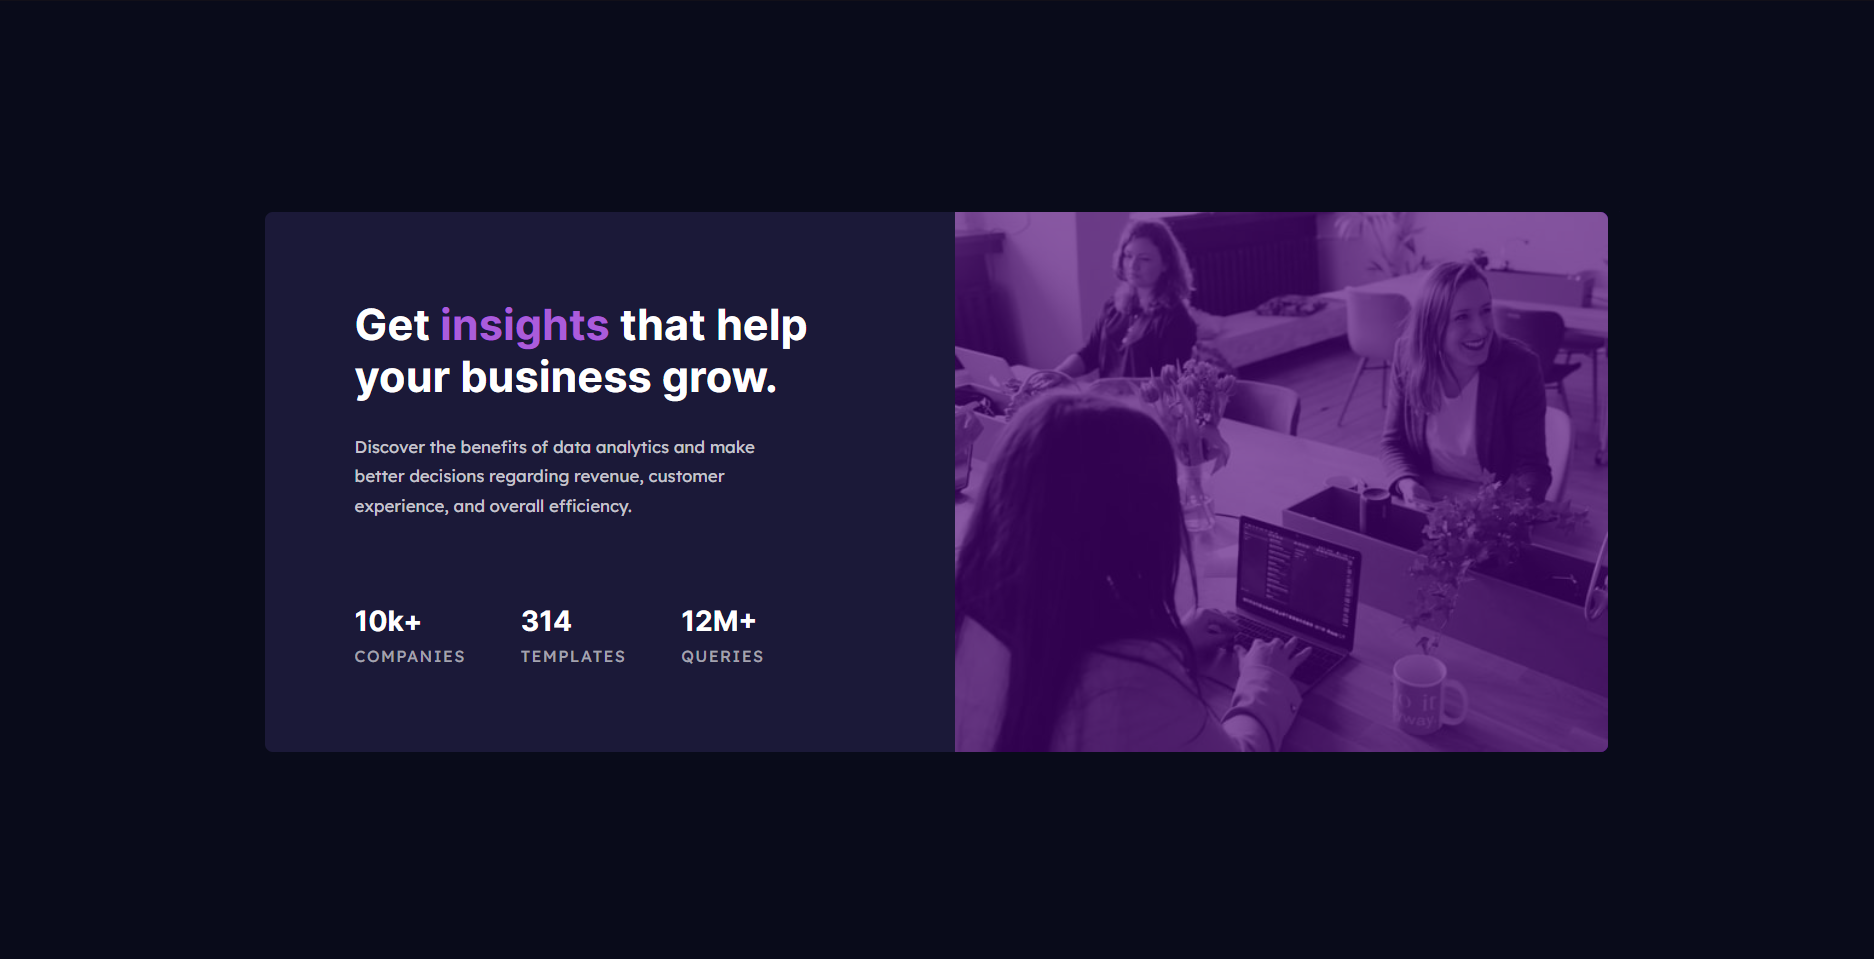 Get insights that help
your business grow.
Discover the benefits of data analytics and make
better decisions regarding revenue, customer
experience, and overall efficiency.
10k+ 314 12M+
COMPANIES TEMPLATES QUERIES